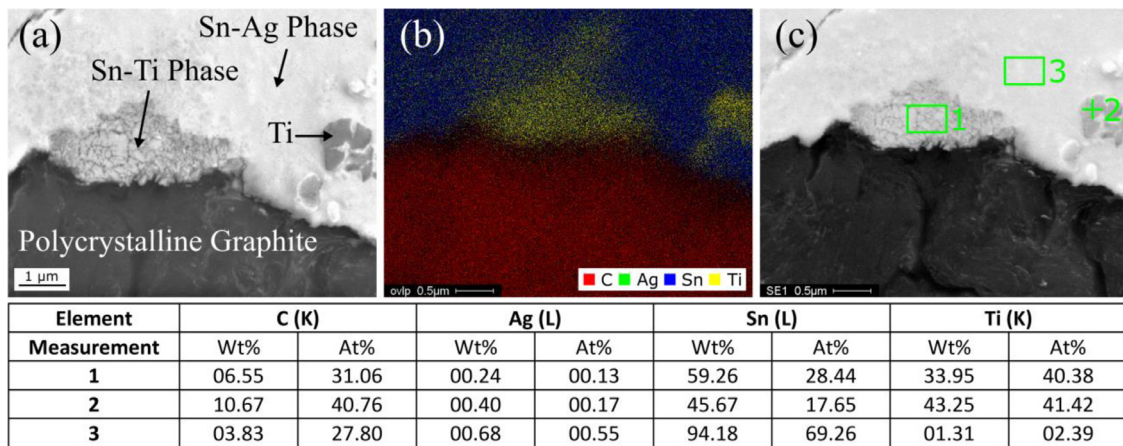 (a)
Sn-Ag Phase
Sn-Ti Phase
Ti
Polycrystalline Graphite
1 μm
(b)
C Ag Sn Ti
ovlp 0.5μm
(c)
3
2
1
SE1 0.5μm
Element C (K) Ag (L) Sn (L) Ti (K)
Measurement Wt% At% Wt% At% Wt% At% Wt% At%
1 06.55 31.06 00.24 00.13 59.26 28.44 33.95 40.38
2 10.67 40.76 00.40 00.17 45.67 17.65 43.25 41.42
3 03.83 27.80 00.68 00.55 94.18 69.26 01.31 02.39